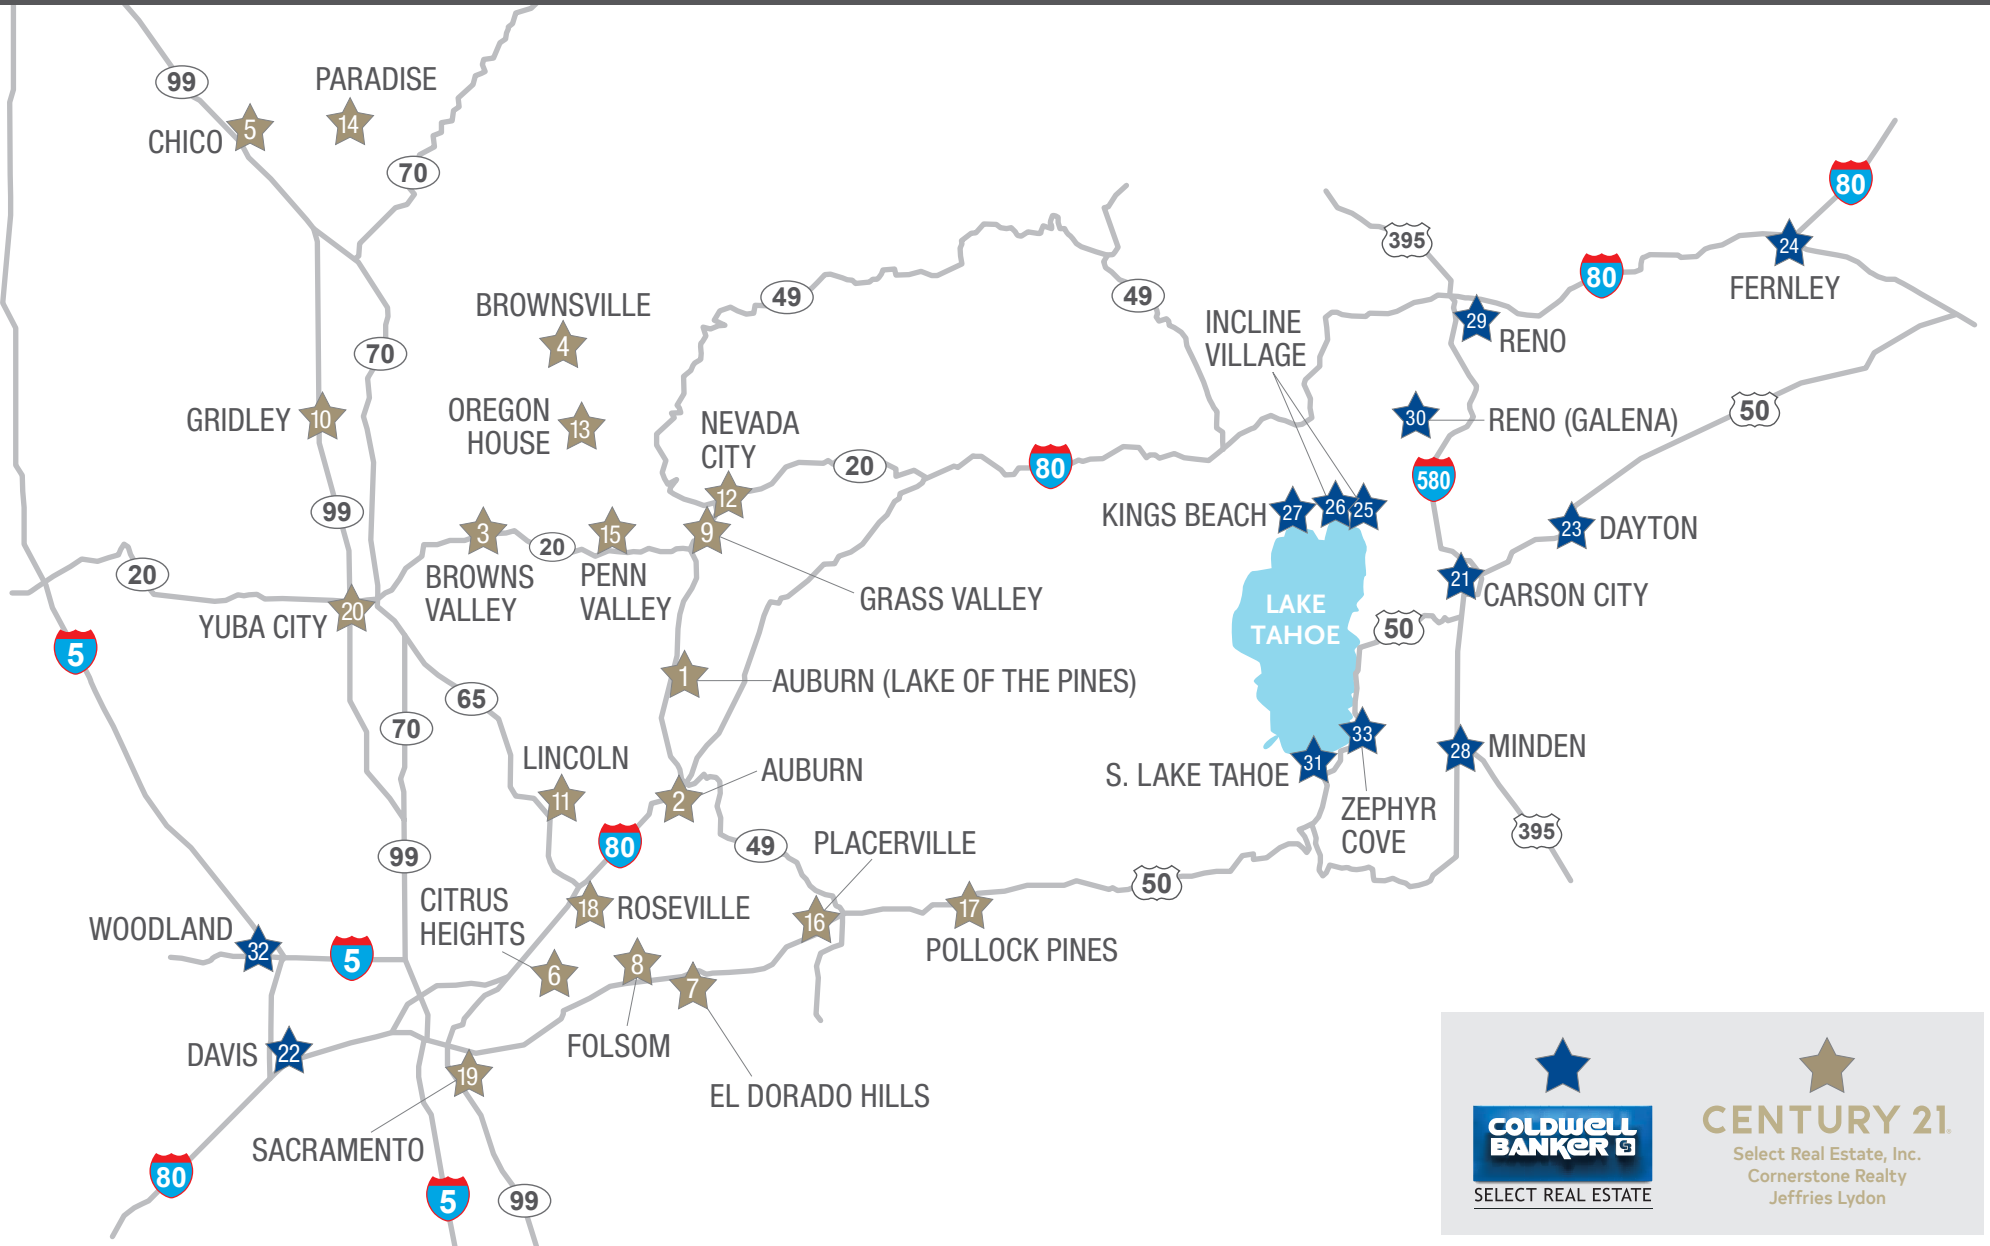 99
PARADISE
5
14
CHICO
70
80
395
24
FERNLEY
80
49
49
BROWNSVILLE
4
INCLINE
VILLAGE
29
RENO
70
GRIDLEY
10
OREGON
HOUSE
13
NEVADA
CITY
12
20
80
30
RENO (GALENA)
50
580
99
3
20
15
9
KINGS BEACH
27
26
25
23
DAYTON
20
BROWNS
VALLEY
PENN
VALLEY
GRASS VALLEY
21
CARSON CITY
YUBA CITY
20
LAKE
TAHOE
50
5
1
AUBURN (LAKE OF THE PINES)
65
70
LINCOLN
11
AUBURN
2
33
28
MINDEN
S. LAKE TAHOE
31
ZEPHYR
COVE
395
80
49
PLACERVILLE
99
50
CITRUS
HEIGHTS
18
ROSEVILLE
16
17
POLLOCK PINES
WOODLAND
32
5
6
8
7
DAVIS
22
FOLSOM
19
EL DORADO HILLS
SACRAMENTO
80
5
99
COLDWELL
BANKER CB
SELECT REAL ESTATE
CENTURY 21®
Select Real Estate, Inc.
Cornerstone Realty
Jeffries Lydon